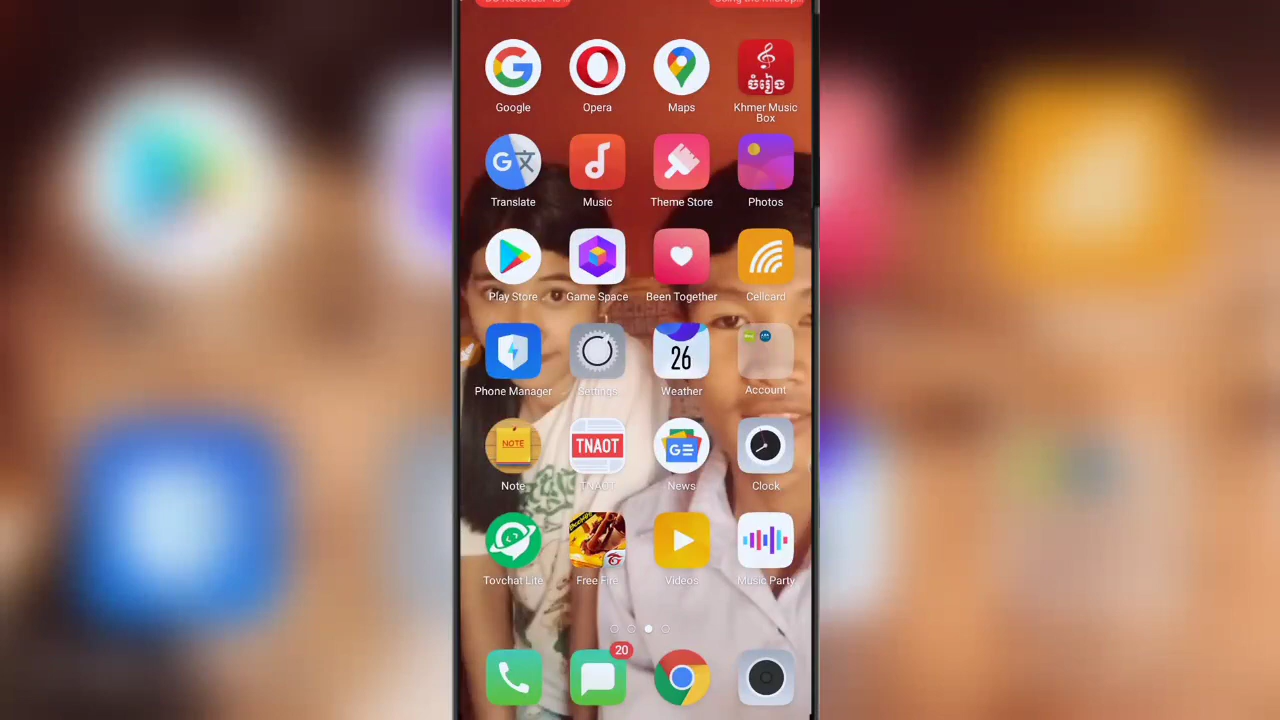 Google
Opera
Maps
ចំរៀង
Khmer Music
Box
Translate
Music
Theme Store
Photos
Play Store
Game Space
Been Together
Cellcard
26
Phone Manager
Settings
Weather
Account
NOTE
TNAOT
Note
TNAOT
News
Clock
Tovchat Lite
Free Fire
Videos
Music Party
20